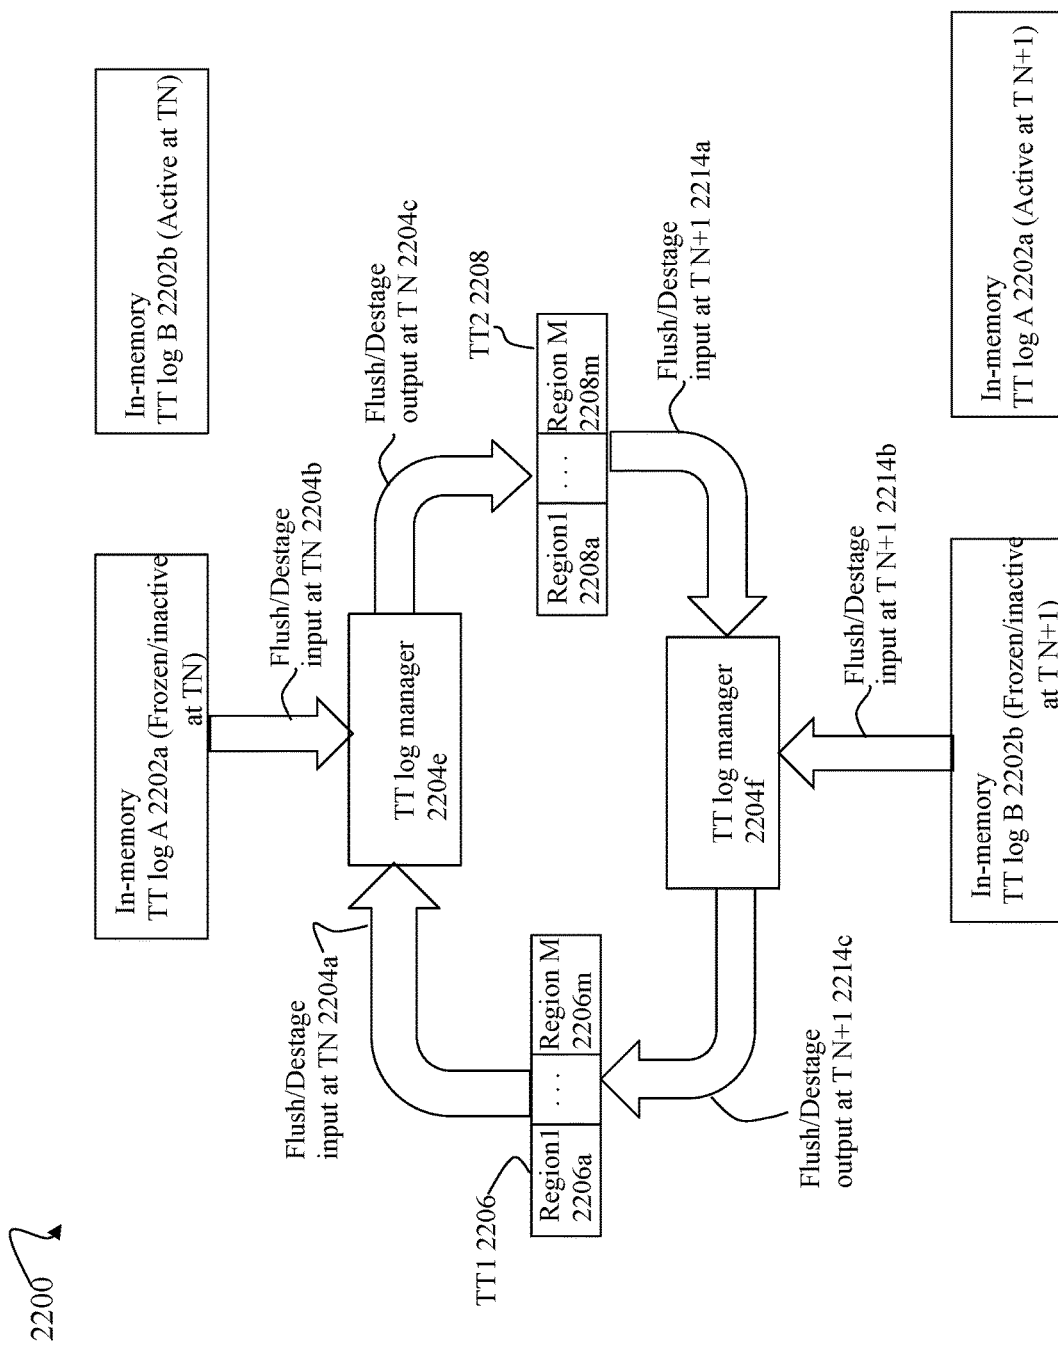 2200
In-memory
TT log A 2202a (Frozen/inactive
at TN)
In-memory
TT log B 2202b (Active at TN)
Flush/Destage
input at TN 2204a
Flush/Destage
input at TN 2204b
Flush/Destage
output at T N 2204c
TT log manager
2204e
TT1 2206
Region1
2206a
. . .
Region M
2206m
TT2 2208
Region1
2208a
. . .
Region M
2208m
Flush/Destage
input at T N+1 2214a
TT log manager
2204f
Flush/Destage
output at T N+1 2214c
Flush/Destage
input at T N+1 2214b
In-memory
TT log B 2202b (Frozen/inactive
at T N+1)
In-memory
TT log A 2202a (Active at T N+1)